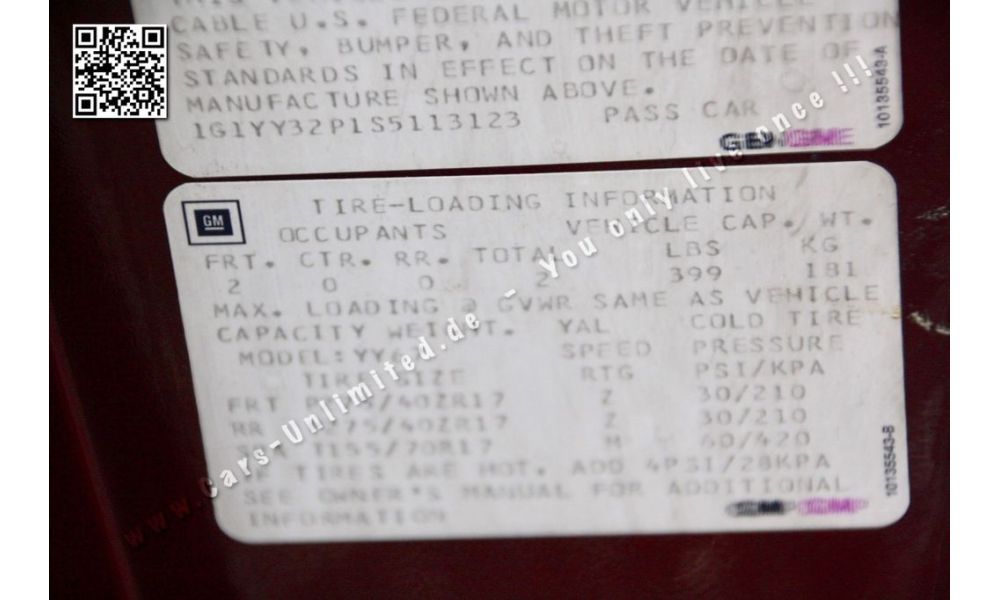 CABLE U.S. FEDERAL MOTOR VEHICLE
SAFETY, BUMPER, AND THEFT PREVENTION
STANDARDS IN EFFECT ON THE DATE OF
MANUFACTURE SHOWN ABOVE.
1G1YY32P1S5113123 PASS CAR
10135543-A
GM
TIRE-LOADING INFORMATION
OCCUPANTS VEHICLE CAP. WT.
FRT. CTR. RR. TOTAL LBS KG
2 0 0 2 399 181
MAX. LOADING @ GVWR SAME AS VEHICLE
CAPACITY WEIGHT. YAL COLD TIRE
MODEL: SPEED PRESSURE
TIRE SIZE RTG PSI/KPA
FRT Z 30/210
RR Z 30/210
T155/70R17 M 60/420
IF TIRES ARE HOT. ADD 4PSI/28KPA
SEE OWNER'S MANUAL FOR ADDITIONAL
INFORMATION
10135543-B
www.cars-Unlimited.de - You only live once !!!